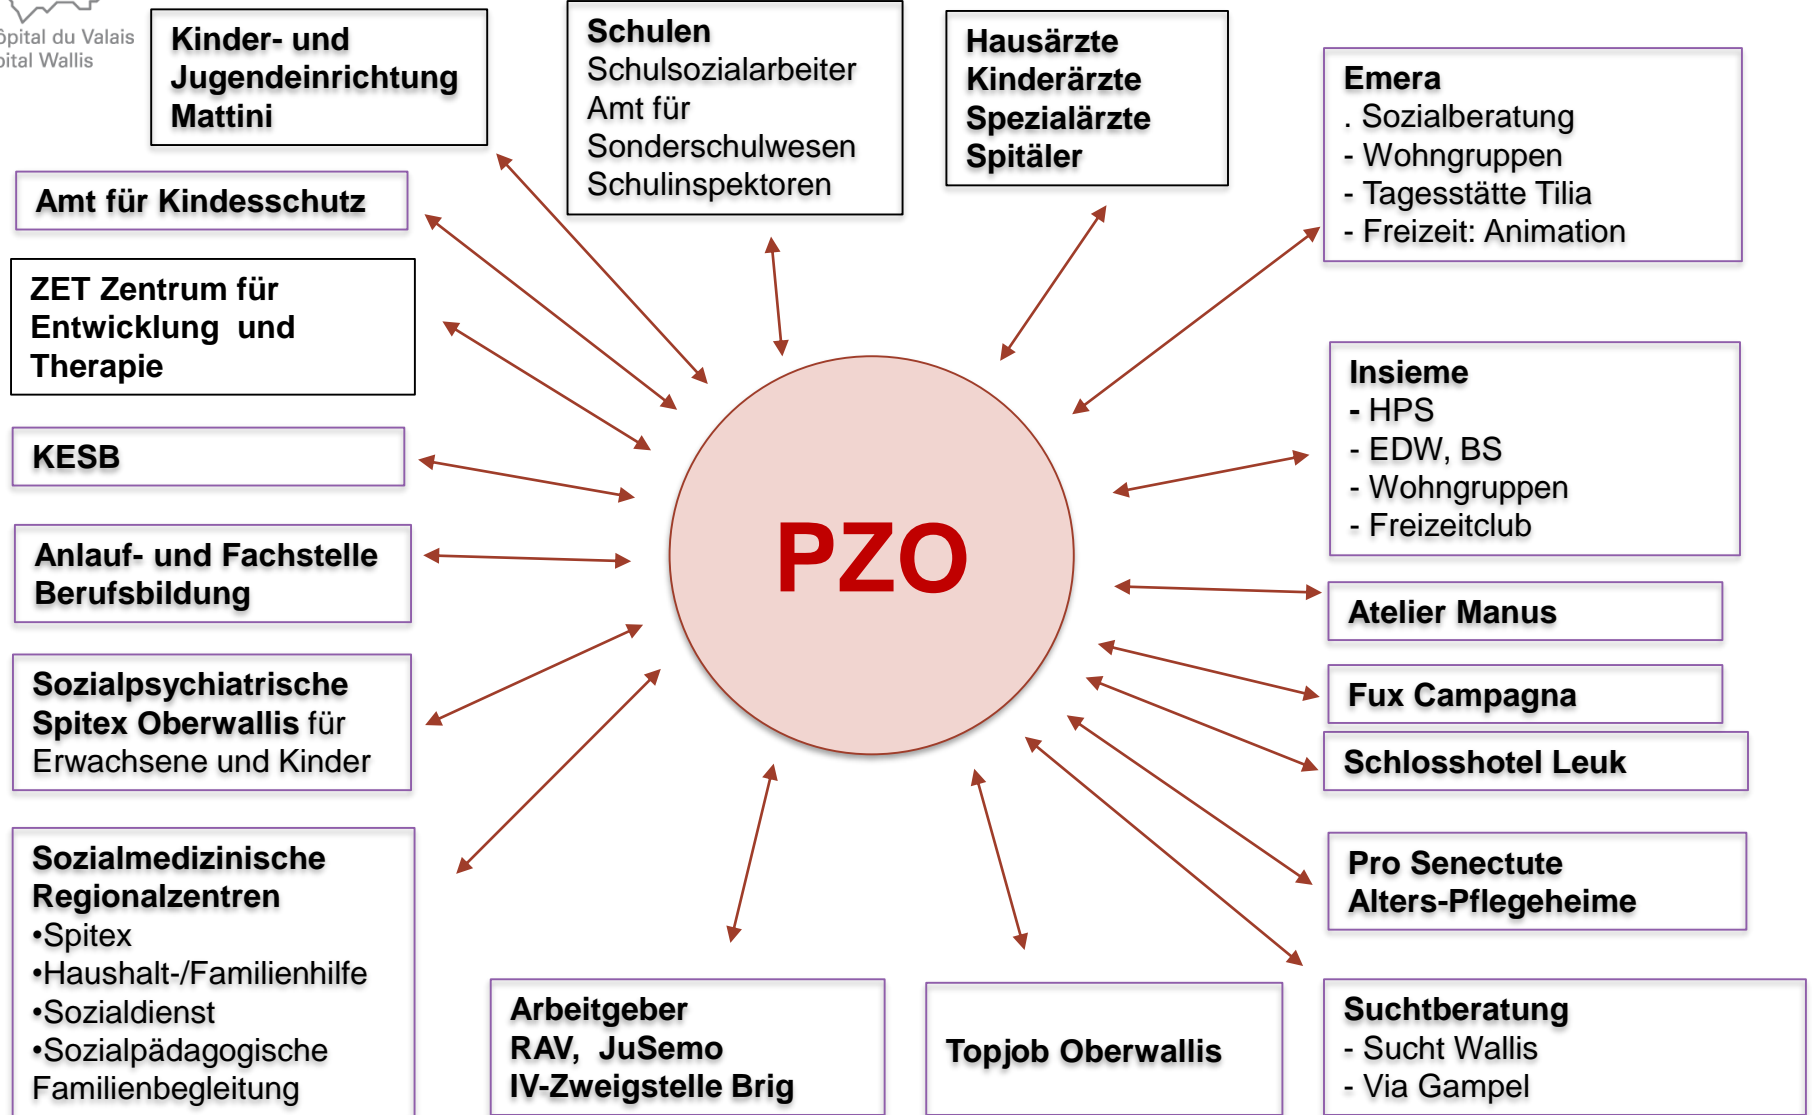 ôpital du Valais
pital Wallis
Kinder- und
Jugendeinrichtung
Mattini
Schulen
Schulsozialarbeiter
Amt für
Sonderschulwesen
Schulinspektoren
Hausärzte
Kinderärzte
Spezialärzte
Spitäler
Emera
. Sozialberatung
- Wohngruppen
- Tagesstätte Tilia
- Freizeit: Animation
Amt für Kindesschutz
ZET Zentrum für
Entwicklung und
Therapie
KESB
Anlauf- und Fachstelle
Berufsbildung
Sozialpsychiatrische
Spitex Oberwallis für
Erwachsene und Kinder
Sozialmedizinische
Regionalzentren
•Spitex
•Haushalt-/Familienhilfe
•Sozialdienst
•Sozialpädagogische
Familienbegleitung
PZO
Insieme
- HPS
- EDW, BS
- Wohngruppen
- Freizeitclub
Atelier Manus
Fux Campagna
Schlosshotel Leuk
Pro Senectute
Alters-Pflegeheime
Arbeitgeber
RAV, JuSemo
IV-Zweigstelle Brig
Topjob Oberwallis
Suchtberatung
- Sucht Wallis
- Via Gampel